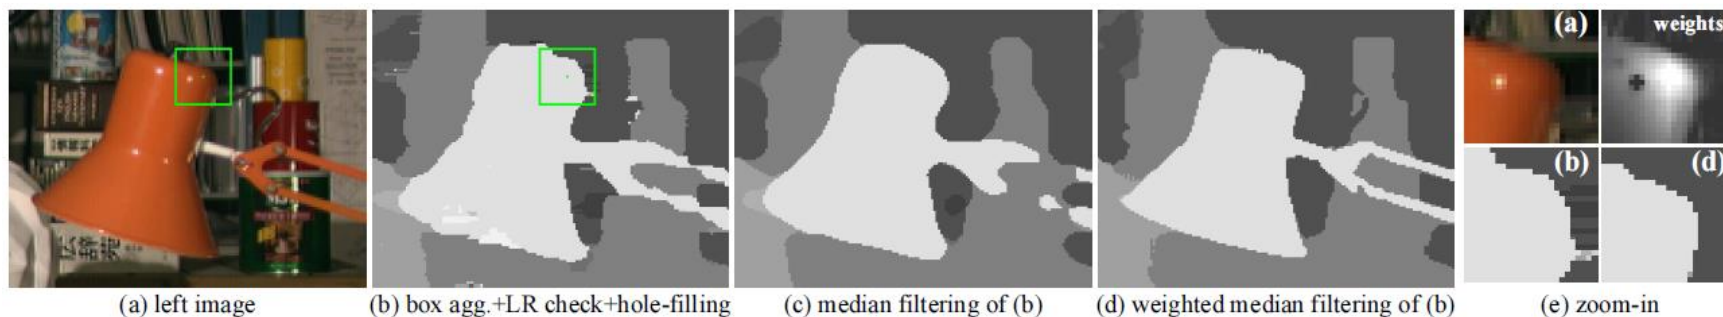 (a)
weights
(b)
(d)
(a) left image
(b) box agg.+LR check+hole-filling
(c) median filtering of (b)
(d) weighted median filtering of (b)
(e) zoom-in